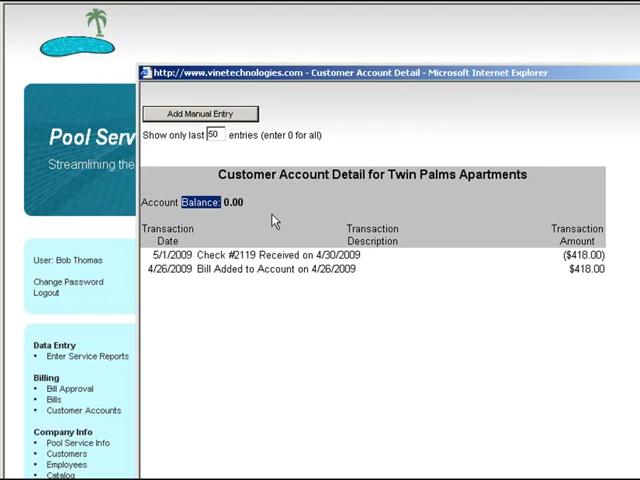 http://www.vinetechnologies.com - Customer Account Detail - Microsoft Internet Explorer
Add Manual Entry
Show only last 50 entries (enter 0 for all)
Pool Serv
Streamlining the
Customer Account Detail for Twin Palms Apartments
Account Balance: 0.00
Transaction Date Transaction Description Transaction Amount
5/1/2009 Check #2119 Received on 4/30/2009 ($418.00)
4/26/2009 Bill Added to Account on 4/26/2009 $418.00
User: Bob Thomas
Change Password
Logout
Data Entry
• Enter Service Reports
Billing
• Bill Approval
• Bills
• Customer Accounts
Company Info
• Pool Service Info
• Customers
• Employees
• Catalog